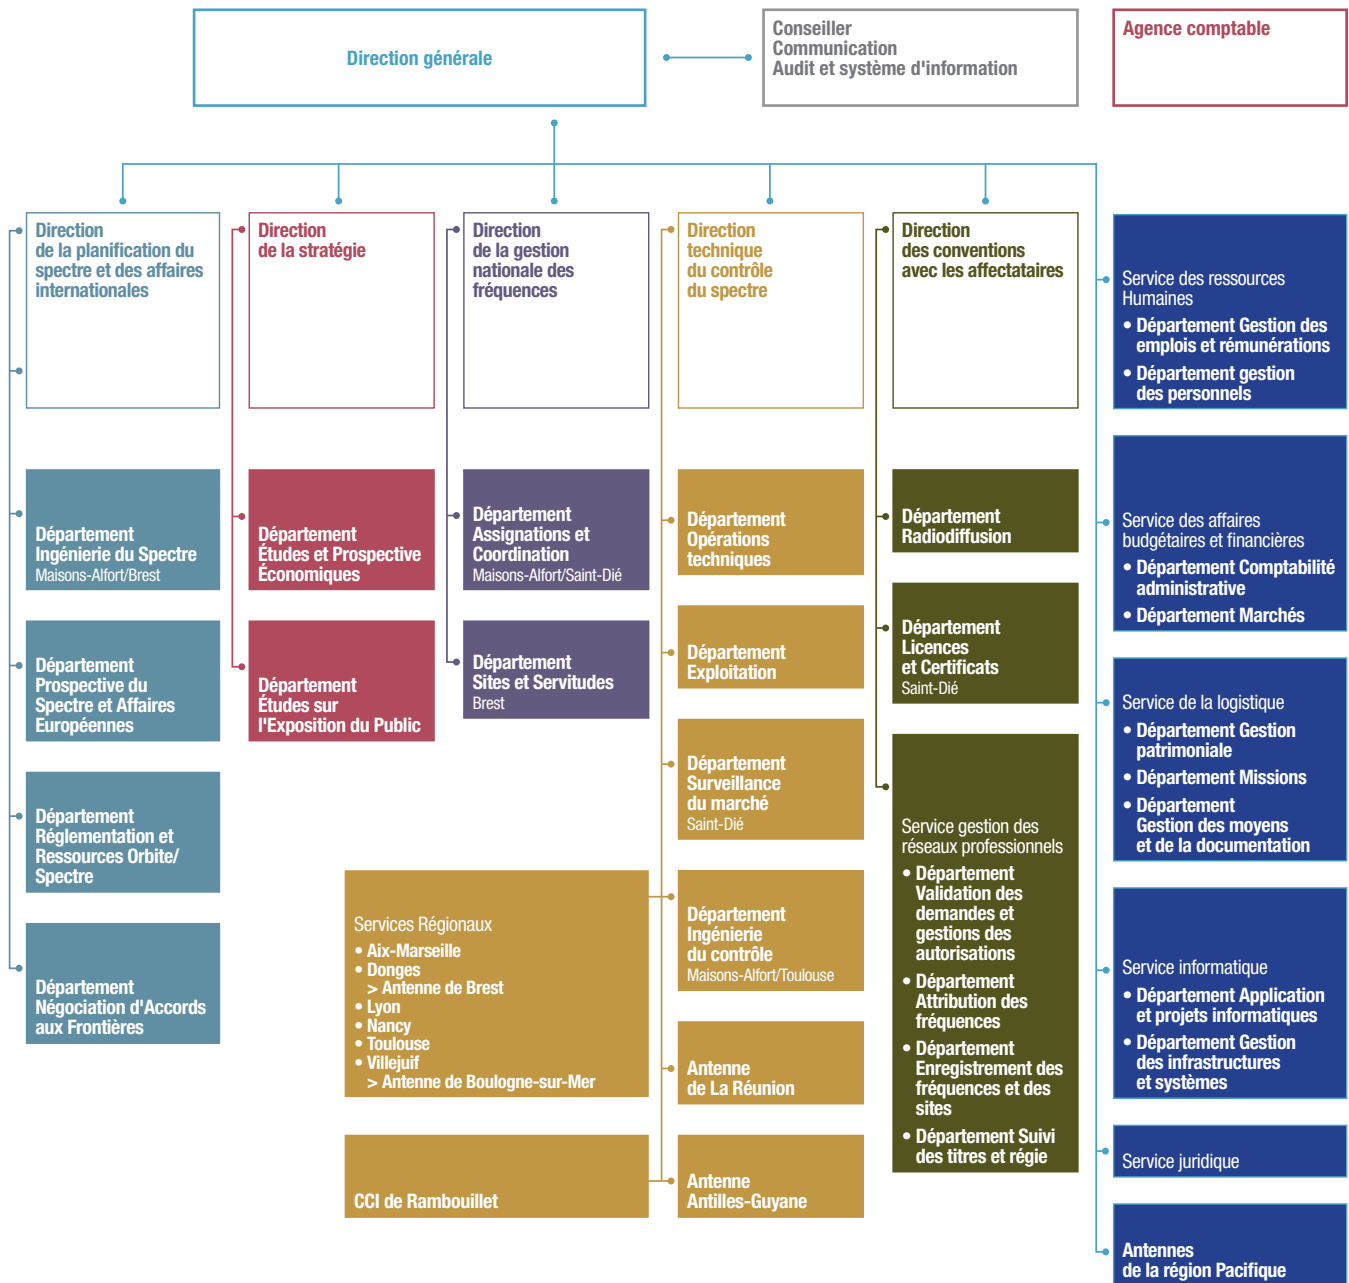 Direction générale
Conseiller
Communication
Audit et système d'information
Agence comptable
Direction
de la planification du
spectre et des affaires
internationales
Département
Ingénierie du Spectre
Maisons-Alfort/Brest
Département
Prospective du
Spectre et Affaires
Européennes
Département
Réglementation et
Ressources Orbite/
Spectre
Département
Négociation d'Accords
aux Frontières
Direction
de la stratégie
Département
Études et Prospective
Économiques
Département
Études sur
l'Exposition du Public
Direction
de la gestion
nationale des
fréquences
Département
Assignations et
Coordination
Maisons-Alfort/Saint-Dié
Département
Sites et Servitudes
Brest
Direction
technique
du contrôle
du spectre
Département
Opérations
techniques
Département
Exploitation
Département
Surveillance
du marché
Saint-Dié
Services Régionaux
• Aix-Marseille
• Donges
> Antenne de Brest
• Lyon
• Nancy
• Toulouse
• Villejuif
> Antenne de Boulogne-sur-Mer
Département
Ingénierie
du contrôle
Maisons-Alfort/Toulouse
Antenne
de La Réunion
CCI de Rambouillet
Antenne
Antilles-Guyane
Direction
des conventions
avec les affectataires
Département
Radiodiffusion
Département
Licences
et Certificats
Saint-Dié
Service gestion des
réseaux professionnels
• Département
Validation des
demandes et
gestions des
autorisations
• Département
Attribution des
fréquences
• Département
Enregistrement des
fréquences et des
sites
• Département Suivi
des titres et régie
Service des ressources
Humaines
• Département Gestion des
emplois et rémunérations
• Département gestion
des personnels
Service des affaires
budgétaires et financières
• Département Comptabilité
administrative
• Département Marchés
Service de la logistique
• Département Gestion
patrimoniale
• Département Missions
• Département
Gestion des moyens
et de la documentation
Service informatique
• Département Application
et projets informatiques
• Département Gestion
des infrastructures
et systèmes
Service juridique
Antennes
de la région Pacifique